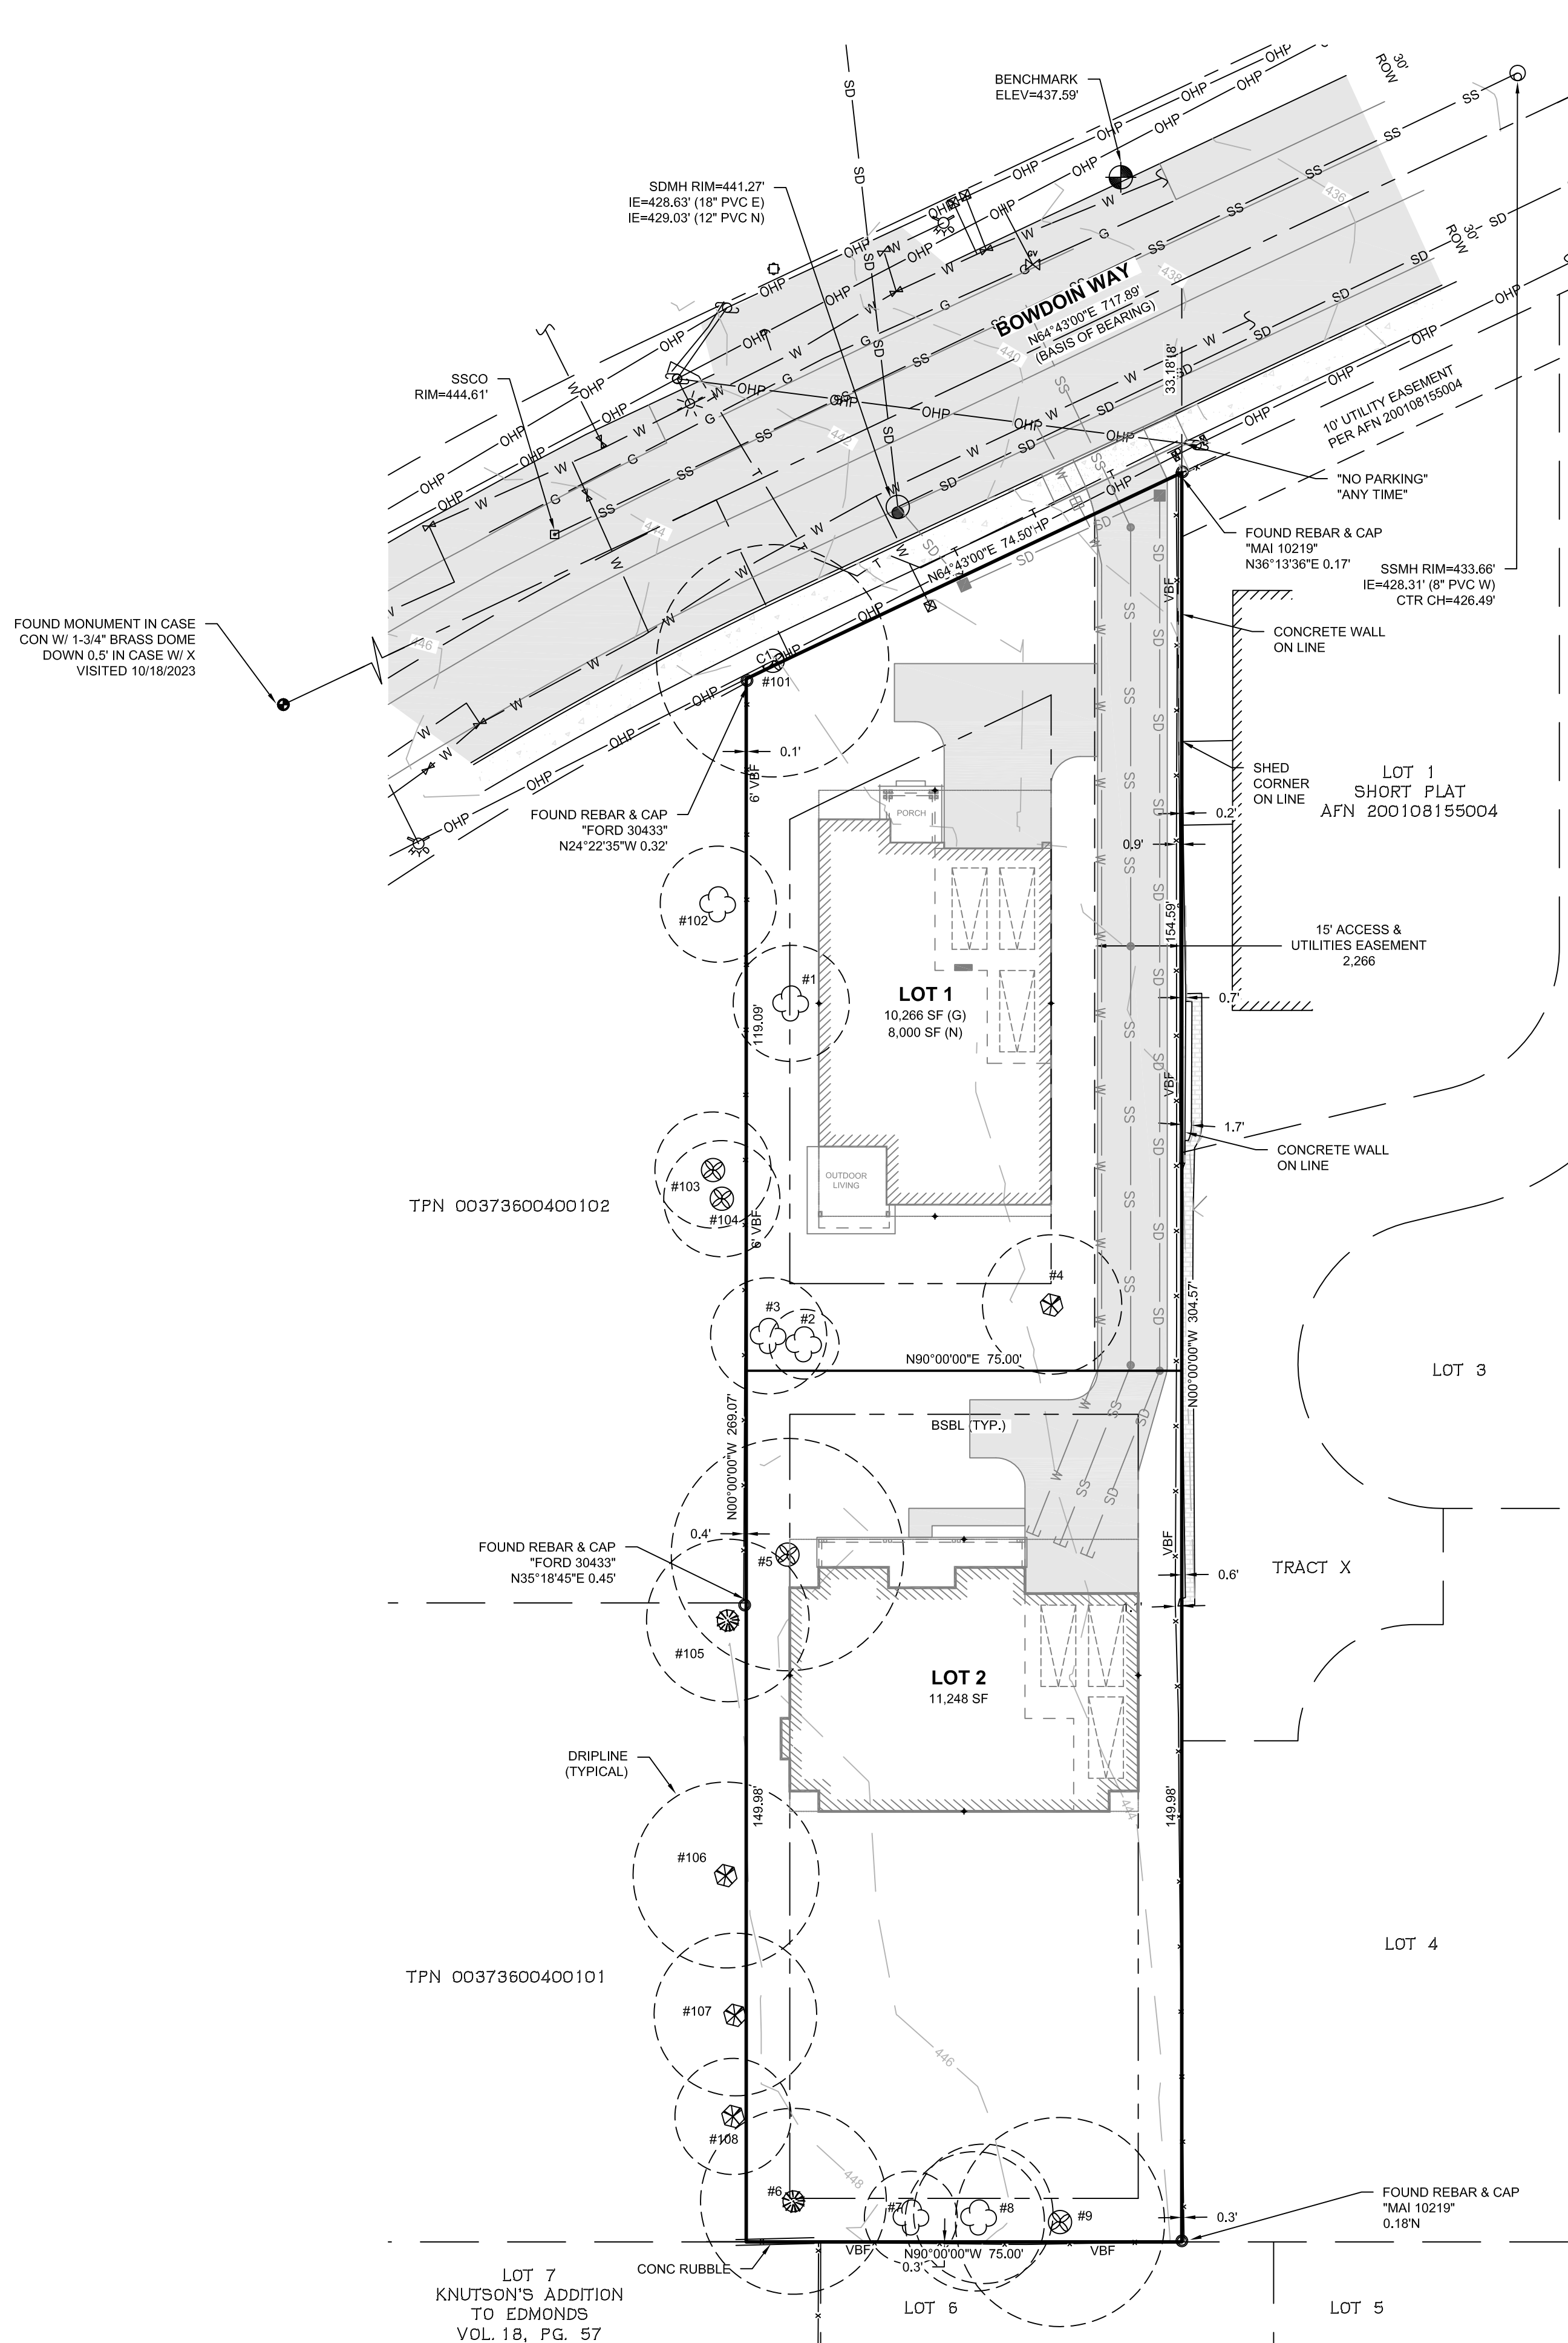 BENCHMARK
ELEV=437.59'
30'
ROW
SDMH RIM=441.27'
IE=428.63' (18" PVC E)
IE=429.03' (12" PVC N)
436
30'
ROW
438
BOWDOIN WAY
N64°43'00"E 717.89'
(BASIS OF BEARING)
440
33.18'
SSCO
RIM=444.61'
442
444
446
10' UTILITY EASEMENT
PER AFN 200108155004
"NO PARKING"
"ANY TIME"
FOUND REBAR & CAP
"MAI 10219"
N36°13'36"E 0.17'
SSMH RIM=433.66'
IE=428.31' (8" PVC W)
CTR CH=426.49'
N64°43'00"E 74.50'
FOUND MONUMENT IN CASE
CON W/ 1-3/4" BRASS DOME
DOWN 0.5' IN CASE W/ X
VISITED 10/18/2023
CONCRETE WALL
ON LINE
C1
#101
0.1'
6' VBF
VBF
SHED
CORNER
ON LINE
LOT 1
SHORT PLAT
AFN 200108155004
FOUND REBAR & CAP
"FORD 30433"
N24°22'35"W 0.32'
PORCH
0.2'
0.9'
#102
154.59'
15' ACCESS &
UTILITIES EASEMENT
2,266
#1
LOT 1
10,266 SF (G)
8,000 SF (N)
0.7'
119.09'
VBF
1.7'
CONCRETE WALL
ON LINE
#103
#104
OUTDOOR
LIVING
TPN 00373600400102
6' VBF
#4
#3
#2
N00°00'00"W 304.57'
N90°00'00"E 75.00'
LOT 3
N00°00'00"W 269.07'
BSBL (TYP.)
0.4'
VBF
FOUND REBAR & CAP
"FORD 30433"
N35°18'45"E 0.45'
#5
0.6'
TRACT X
#105
LOT 2
11,248 SF
DRIPLINE
(TYPICAL)
149.98'
149.98'
444
#106
LOT 4
TPN 00373600400101
#107
446
#108
448
#6
#7
#8
#9
0.3'
FOUND REBAR & CAP
"MAI 10219"
0.18'N
VBF
N90°00'00"W 75.00'
VBF
0.3'
CONC RUBBLE
LOT 7
KNUTSON'S ADDITION
TO EDMONDS
VOL. 18, PG. 57
LOT 6
LOT 5
OHP
SS
SD
W
G
T